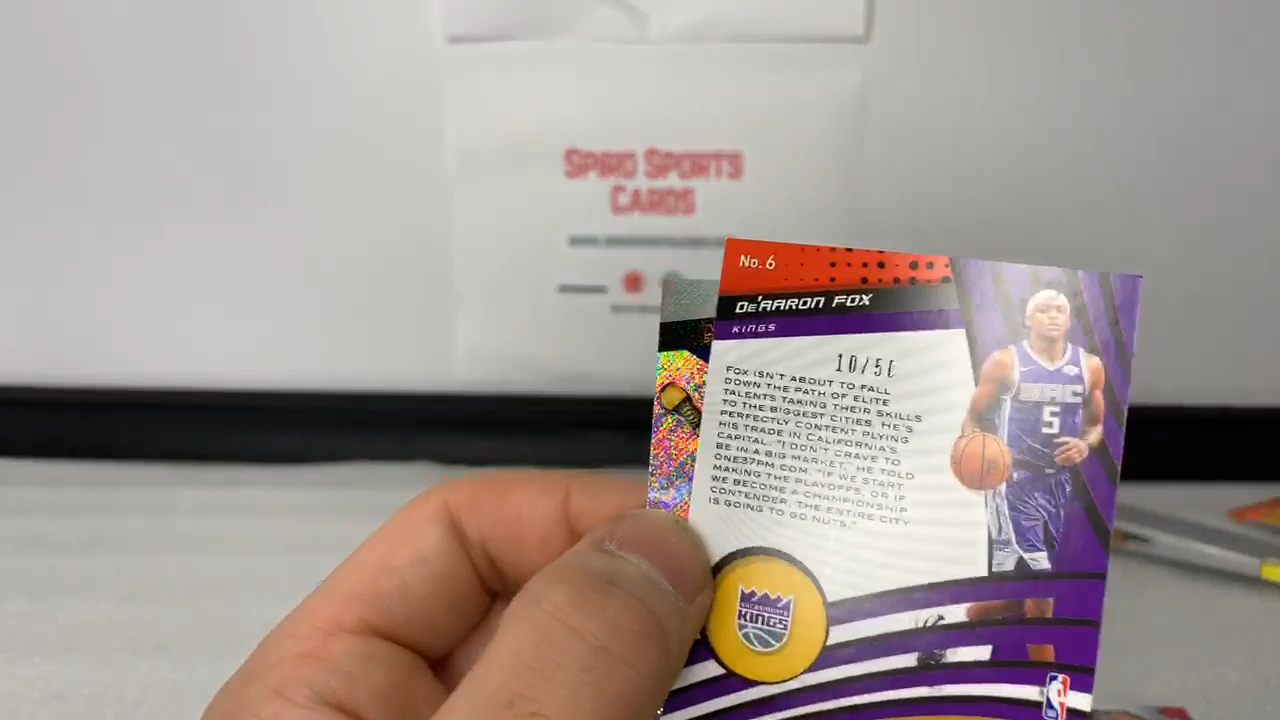 SPIRO SPORTS
CARDS
No. 6
DE'AARON FOX
KINGS
10/50
FOX ISN'T ABOUT TO FALL
DOWN THE PATH OF ELITE
TALENTS TAKING THEIR SKILLS
TO THE BIGGEST CITIES. HE'S
PERFECTLY CONTENT PLYING
HIS TRADE IN CALIFORNIA'S
CAPITAL. "I DON'T CRAVE TO
BE IN A BIG MARKET," HE TOLD
ONE37PM.COM. "IF WE START
MAKING THE PLAYOFFS, OR IF
WE BECOME A CHAMPIONSHIP
CONTENDER, THE ENTIRE CITY
IS GOING TO GO NUTS."
SAC
5
SACRAMENTO
KINGS
NBA